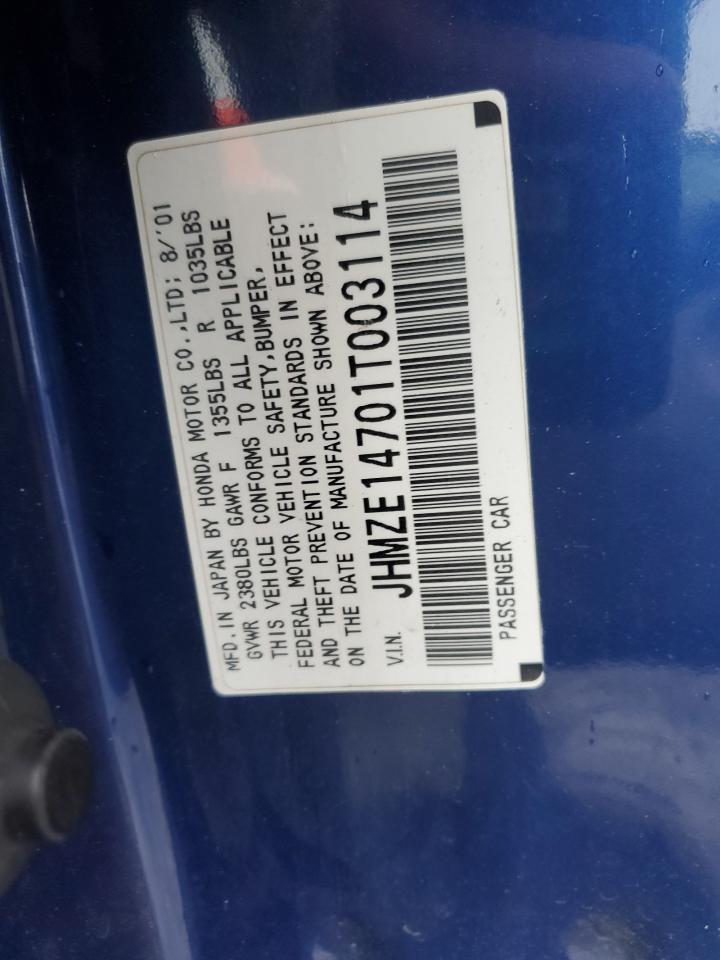 MFD. IN JAPAN BY HONDA MOTOR CO.,LTD; 8/'01
GVWR 2380LBS GAWR F 1355LBS R 1035LBS
THIS VEHICLE CONFORMS TO ALL APPLICABLE
FEDERAL MOTOR VEHICLE SAFETY,BUMPER,
AND THEFT PREVENTION STANDARDS IN EFFECT
ON THE DATE OF MANUFACTURE SHOWN ABOVE:
V.I.N. JHMZE14701T003114
PASSENGER CAR